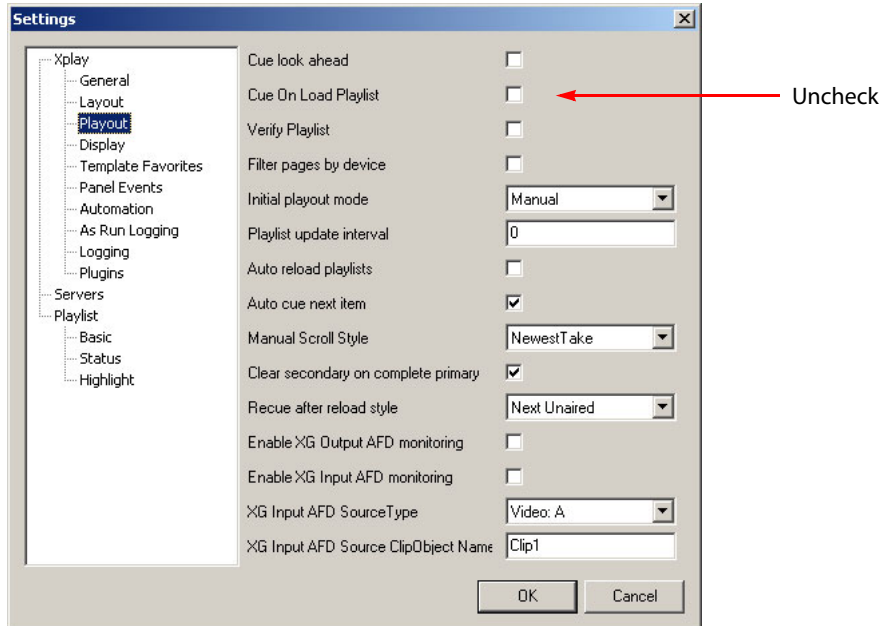 Settings
Xplay
General
Layout
Playout
Display
Template Favorites
Panel Events
Automation
As Run Logging
Logging
Plugins
Servers
Playlist
Basic
Status
Highlight
Cue look ahead
Cue On Load Playlist
Uncheck
Verify Playlist
Filter pages by device
Initial playout mode Manual
Playlist update interval 0
Auto reload playlists
Auto cue next item
Manual Scroll Style NewestTake
Clear secondary on complete primary
Recue after reload style Next Unaired
Enable XG Output AFD monitoring
Enable XG Input AFD monitoring
XG Input AFD SourceType Video: A
XG Input AFD Source ClipObject Name Clip1
OK Cancel